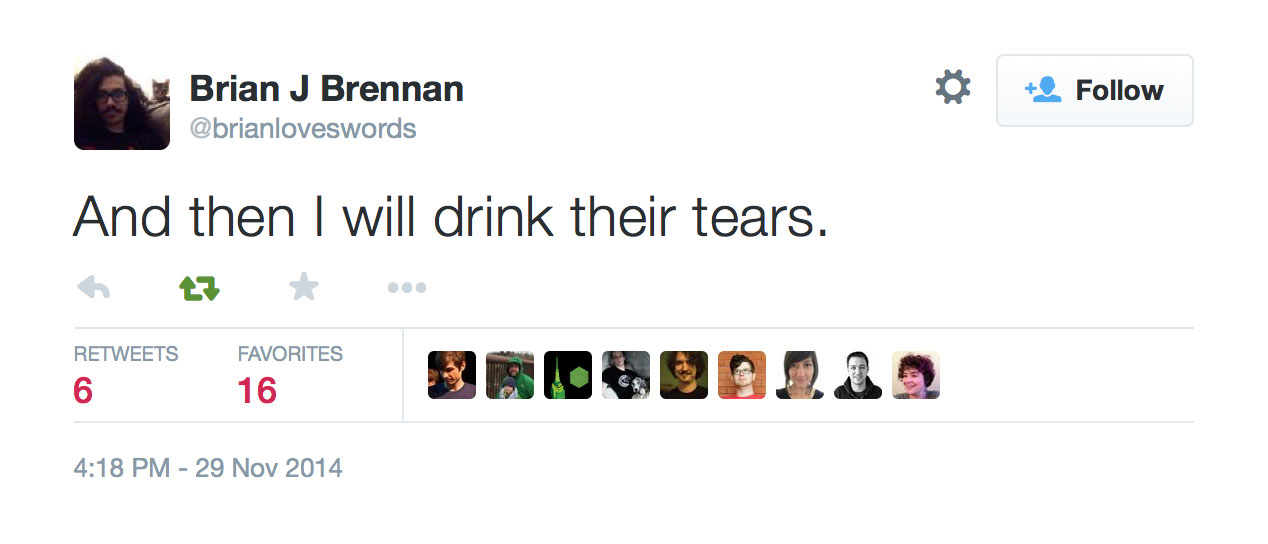 Brian J Brennan
@brianloveswords
Follow
And then I will drink their tears.
RETWEETS FAVORITES
6 16
4:18 PM - 29 Nov 2014